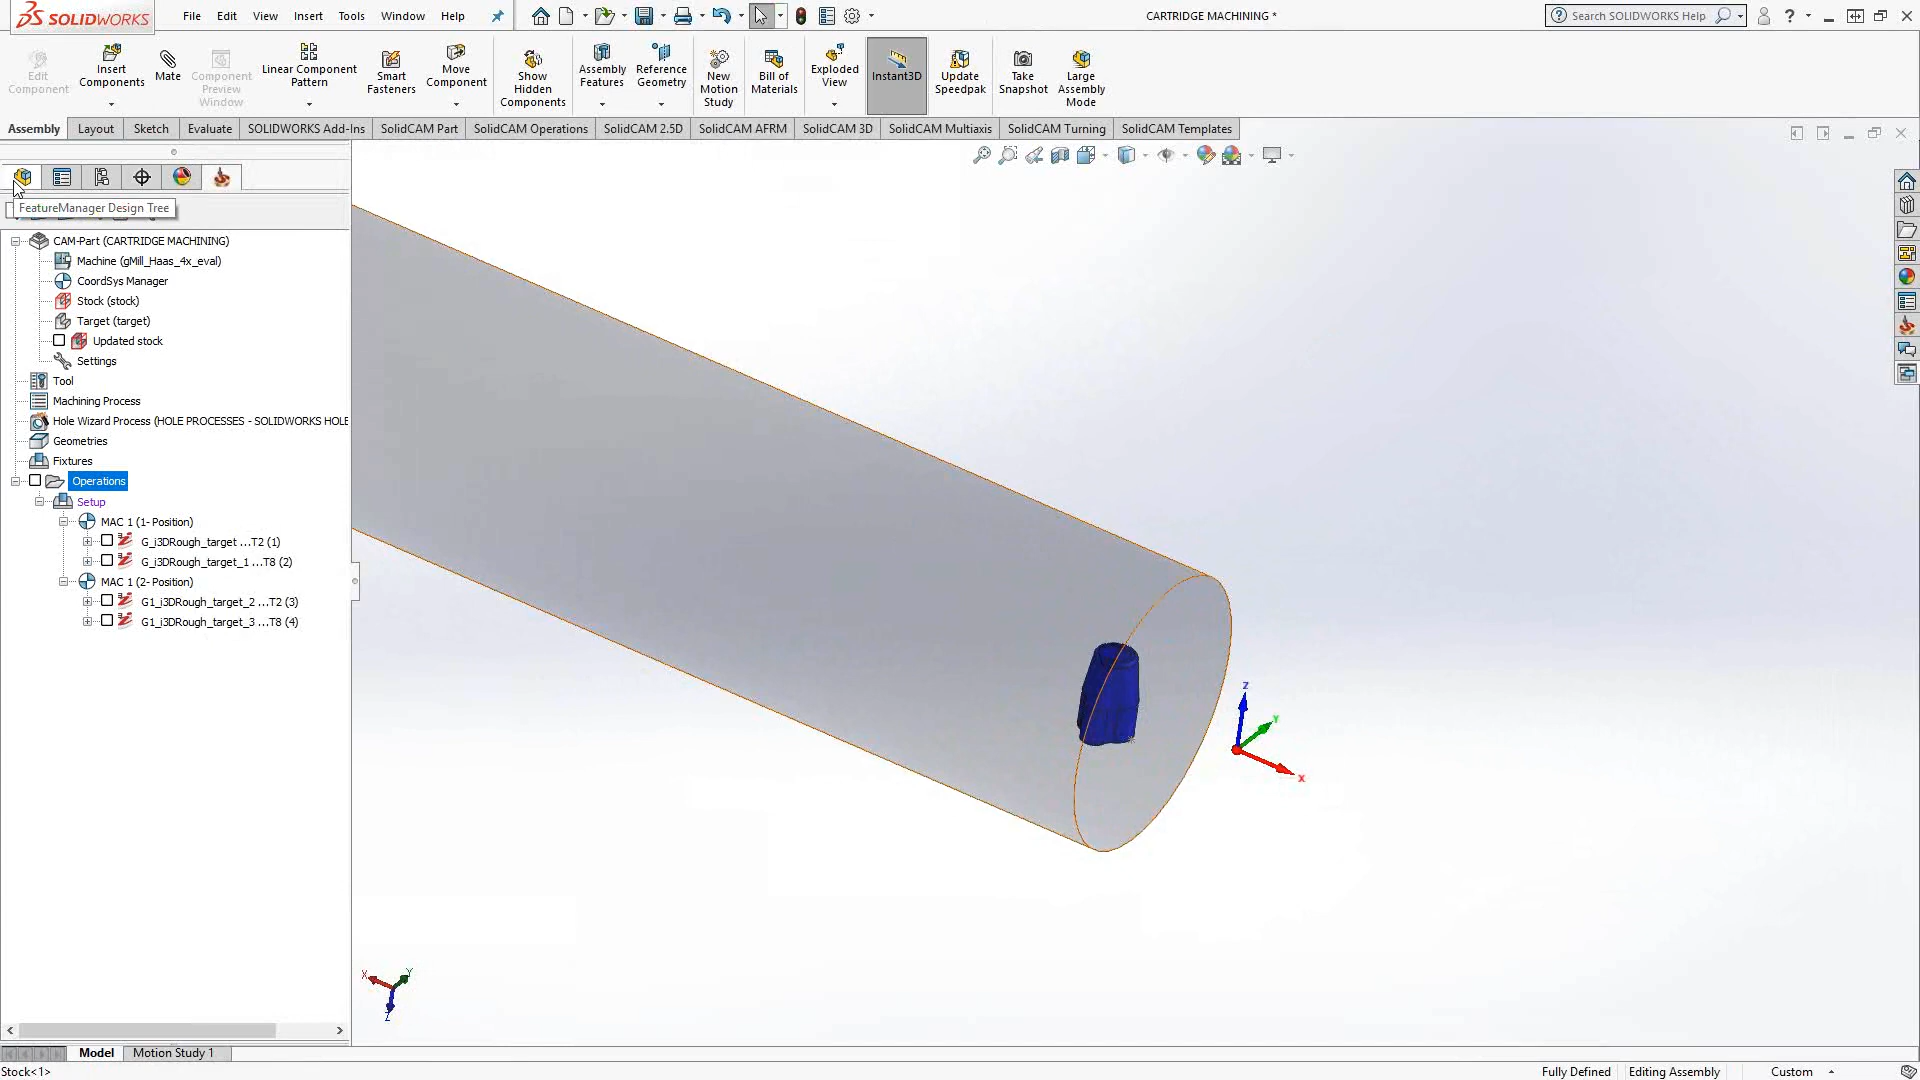 SOLIDWORKS
File Edit View Insert Tools Window Help
CARTRIDGE MACHINING *
Search SOLIDWORKS Help
Edit Component
Insert Components
Mate
Component Preview Window
Linear Component Pattern
Smart Fasteners
Move Component
Show Hidden Components
Assembly Features
Reference Geometry
New Motion Study
Bill of Materials
Exploded View
Instant3D
Update Speedpak
Take Snapshot
Large Assembly Mode
Assembly Layout Sketch Evaluate SOLIDWORKS Add-Ins SolidCAM Part SolidCAM Operations SolidCAM 2.5D SolidCAM AFRM SolidCAM 3D SolidCAM Multiaxis SolidCAM Turning SolidCAM Templates
FeatureManager Design Tree
CAM-Part (CARTRIDGE MACHINING)
Machine (gMill_Haas_4x_eval)
CoordSys Manager
Stock (stock)
Target (target)
Updated stock
Settings
Tool
Machining Process
Hole Wizard Process (HOLE PROCESSES - SOLIDWORKS HOLE
Geometries
Fixtures
Operations
Setup
MAC 1 (1- Position)
G_i3DRough_target ...T2 (1)
G_i3DRough_target_1 ...T8 (2)
MAC 1 (2- Position)
G1_i3DRough_target_2 ...T2 (3)
G1_i3DRough_target_3 ...T8 (4)
Z
Y
X
X
Y
Z
Model Motion Study 1
Stock<1>
Fully Defined Editing Assembly Custom